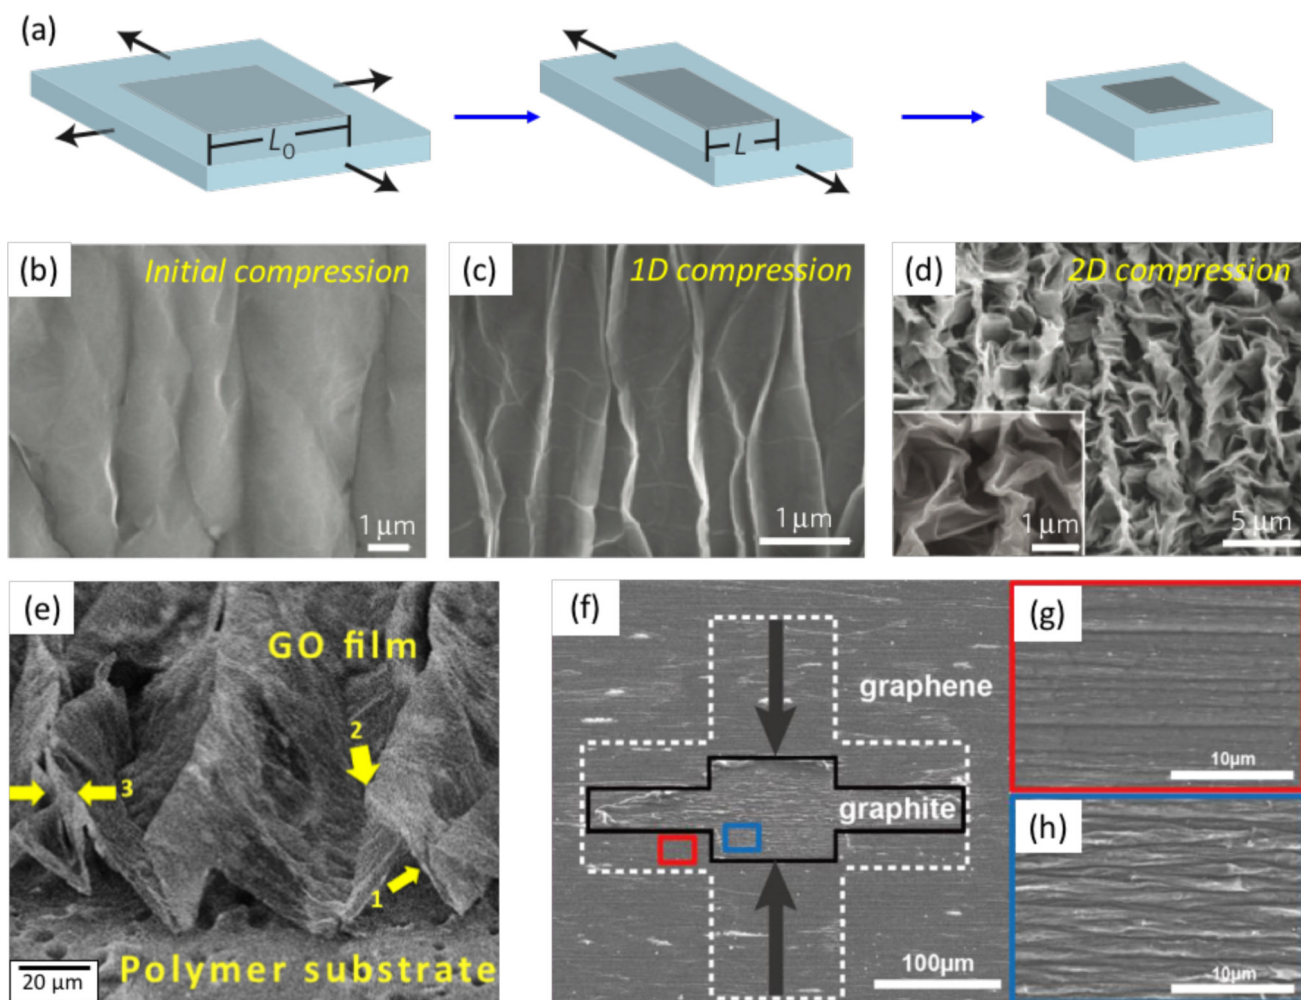 (a)
L0
L
(b)
Initial compression
1 μm
(c)
1D compression
1 μm
(d)
2D compression
1 μm
5 μm
(e)
GO film
2
3
1
Polymer substrate
20 μm
(f)
graphene
graphite
100μm
(g)
10μm
(h)
10μm